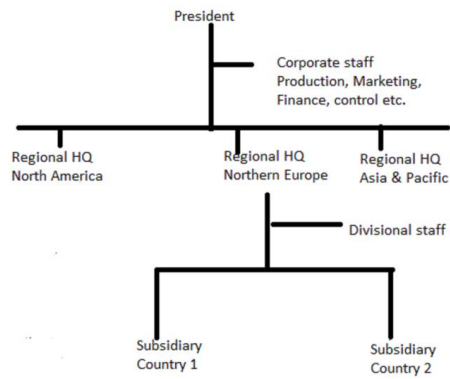 President
Corporate staff
Production, Marketing,
Finance, control etc.
Regional HQ
North America
Regional HQ
Northern Europe
Regional HQ
Asia & Pacific
Divisional staff
Subsidiary
Country 1
Subsidiary
Country 2